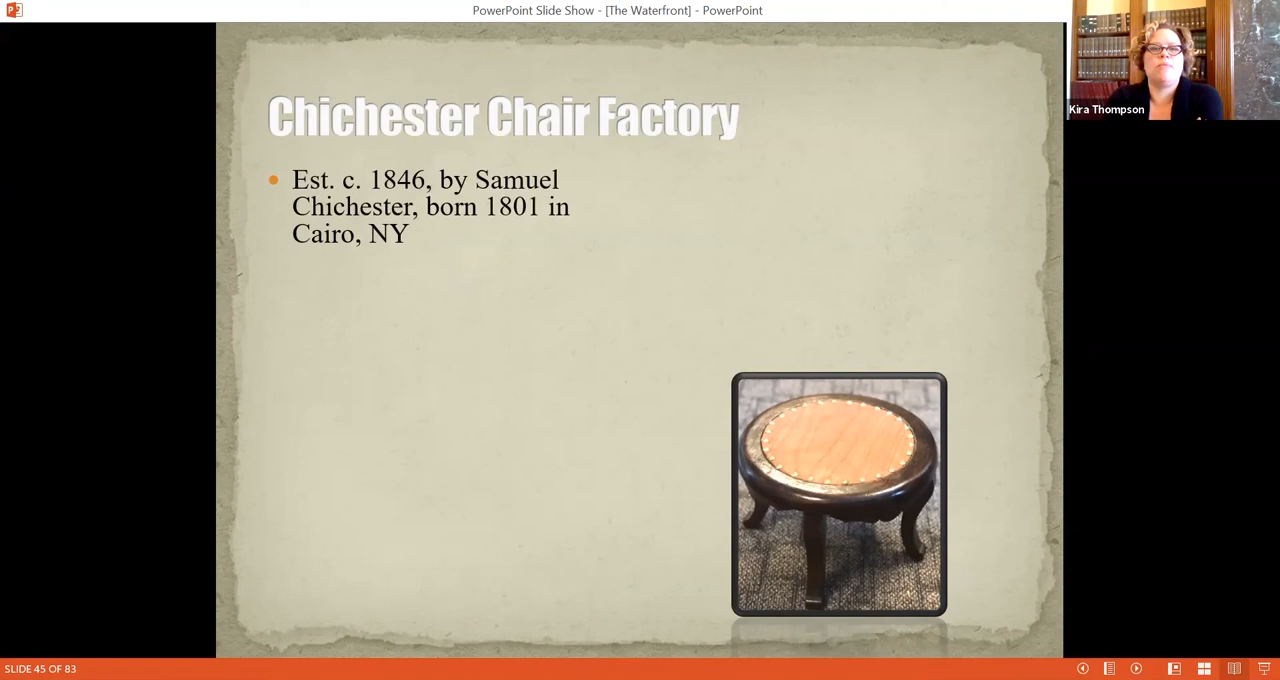 PowerPoint Slide Show - [The Waterfront] - PowerPoint
Kira Thompson
Chichester Chair Factory
Est. c. 1846, by Samuel
Chichester, born 1801 in
Cairo, NY
SLIDE 45 OF 83